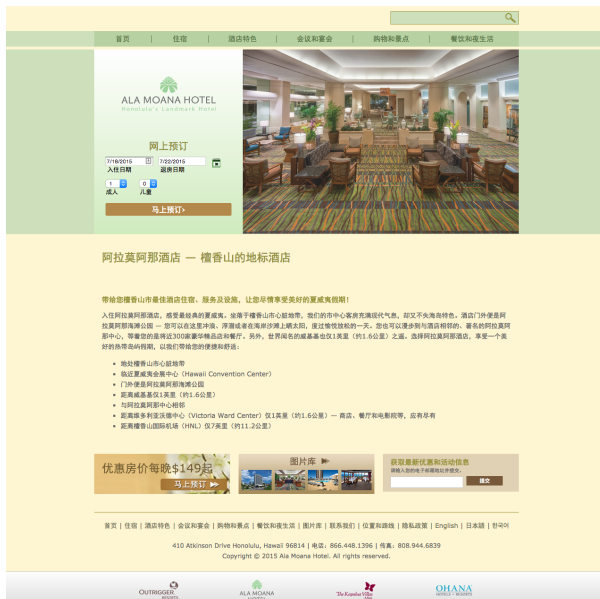 首页 | 住宿 | 酒店特色 | 会议和宴会 | 购物和景点 | 餐饮和夜生活
ALA MOANA HOTEL
Honolulu's Landmark Hotel
网上预订
7/18/2015 7/22/2015
入住日期 退房日期
1 0
成人 儿童
马上预订>
阿拉莫阿那酒店 — 檀香山的地标酒店
带给您檀香山市最佳酒店住宿、服务及设施，让您尽情享受美好的夏威夷假期！
入住阿拉莫阿那酒店，感受最经典的夏威夷。坐落于檀香山市心脏地带，我们的市中心客房充满现代气息，却又不失海岛特色。酒店门外便是阿
拉莫阿那海滩公园 — 您可以在这里冲浪、浮潜或者在海岸沙滩上晒太阳，度过愉悦放松的一天。您也可以漫步到与酒店相邻的、著名的阿拉莫阿
那中心，等着您的是将近300家豪华精品店和餐厅。另外，世界闻名的威基基也仅1英里（约1.6公里）之遥。选择阿拉莫阿那酒店，享受一个美
好的热带岛屿假期，以我们带给您的便捷和舒适：
• 地处檀香山市心脏地带
• 临近夏威夷会展中心（Hawaii Convention Center）
• 门外便是阿拉莫阿那海滩公园
• 距离威基基仅1英里（约1.6公里）
• 与阿拉莫阿那中心相邻
• 距离维多利亚沃德中心（Victoria Ward Center）仅1英里（约1.6公里）— 商店、餐厅和电影院等，应有尽有
• 距离檀香山国际机场（HNL）仅7英里（约11.2公里）
优惠房价每晚$149起
马上预订
图片库
获取最新优惠和活动信息
请输入您的电子邮箱地址并提交。
提交
首页 | 住宿 | 酒店特色 | 会议和宴会 | 购物和景点 | 餐饮和夜生活 | 图片库 | 联系我们 | 位置和路线 | 隐私政策 | English | 日本語 | 한국어
410 Atkinson Drive Honolulu, Hawaii 96814 | 电话：866.448.1396 | 传真：808.944.6839
Copyright © 2015 Ala Moana Hotel. All rights reserved.
OUTRIGGER
RESORTS
ALA MOANA
HOTEL
The Kapalua Villas
OHANA
HOTELS • RESORTS